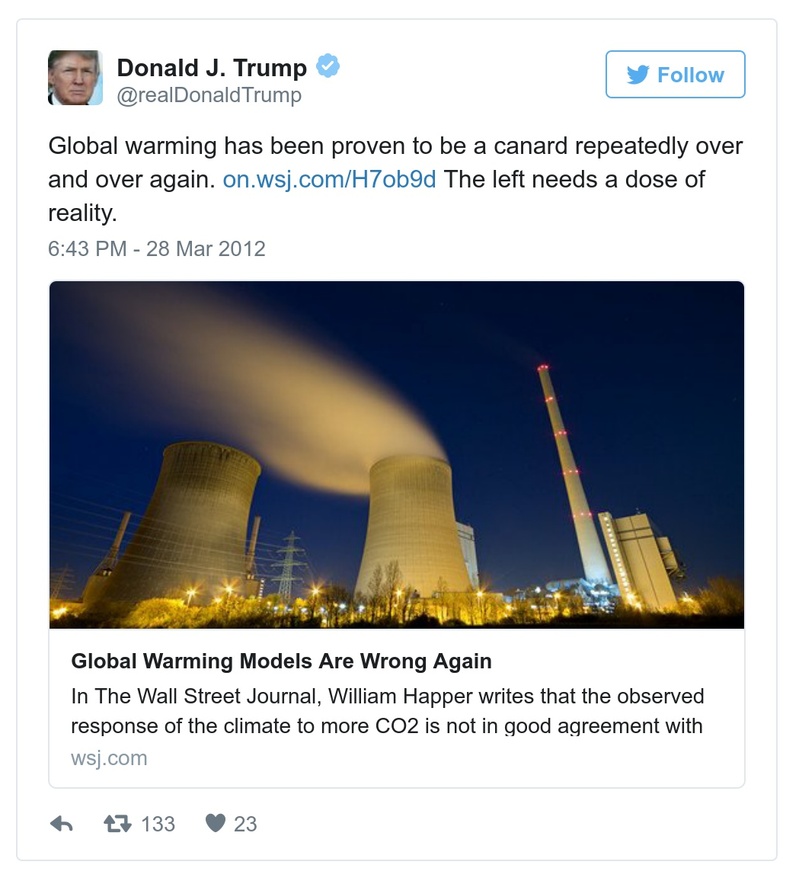 Donald J. Trump
@realDonaldTrump
Follow
Global warming has been proven to be a canard repeatedly over
and over again. on.wsj.com/H7ob9d The left needs a dose of
reality.
6:43 PM - 28 Mar 2012
Global Warming Models Are Wrong Again
In The Wall Street Journal, William Happer writes that the observed
response of the climate to more CO2 is not in good agreement with
wsj.com
133 23